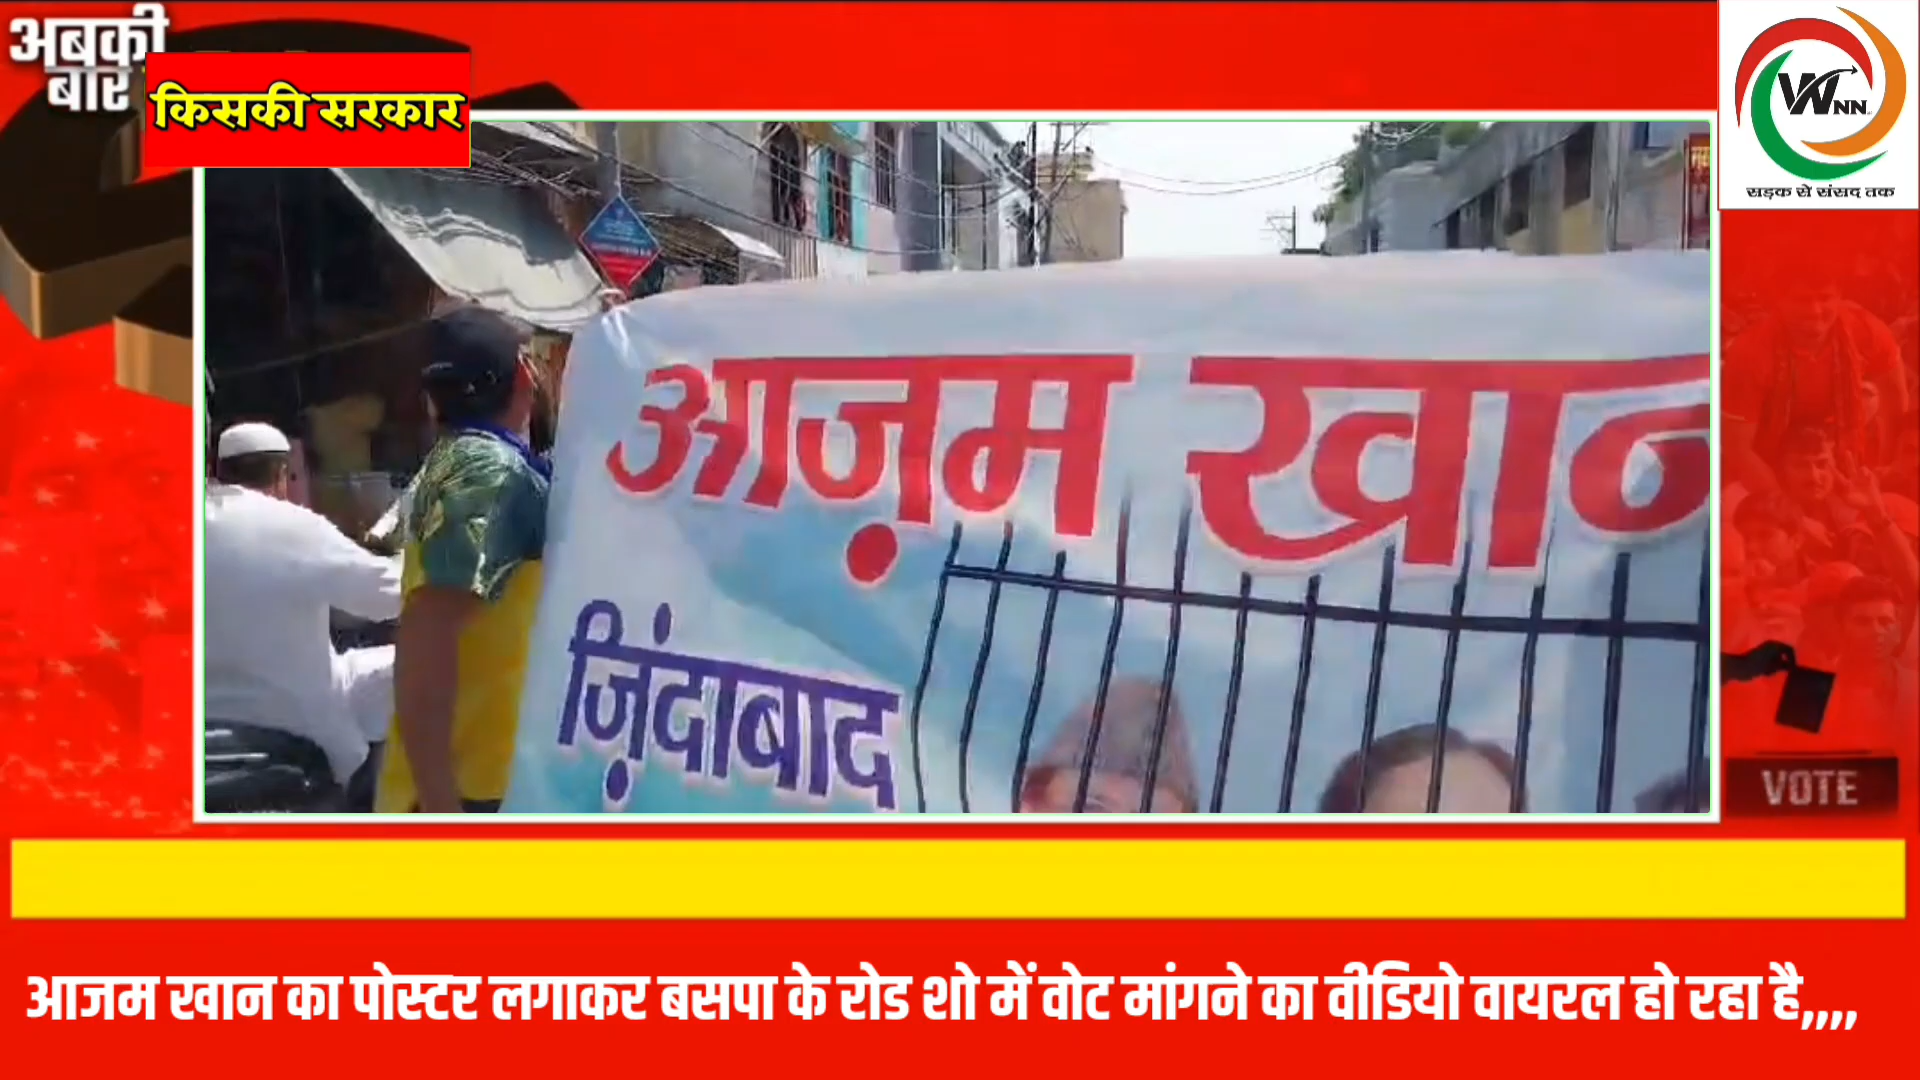 अबकी
बार
किसकी सरकार
WNN
सड़क से संसद तक
आज़म खान
ज़िंदाबाद
VOTE
आजम खान का पोस्टर लगाकर बसपा के रोड शो में वोट मांगने का वीडियो वायरल हो रहा है,,,,